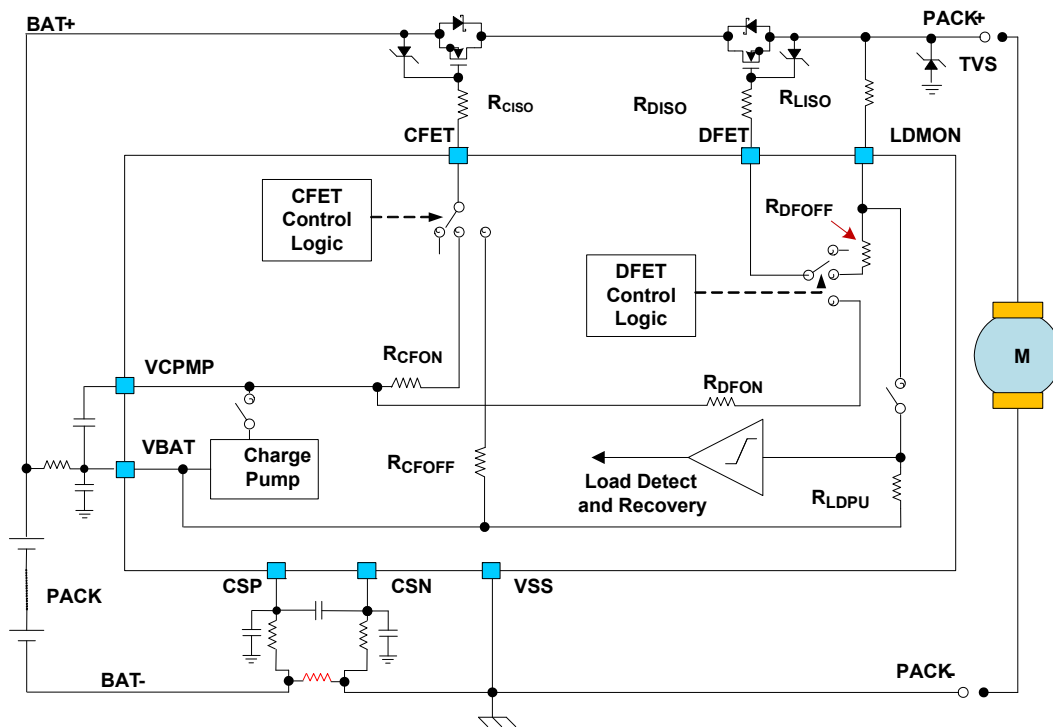 BAT+
PACK+
TVS
RCISO
RDISO
RLISO
CFET
DFET
LDMON
CFET
Control
Logic
RDFOFF
DFET
Control
Logic
RCFON
VCPMP
RDFON
VBAT
Charge
Pump
RCFOFF
Load Detect
and Recovery
RLDPU
M
CSP
CSN
VSS
PACK
BAT-
PACK-